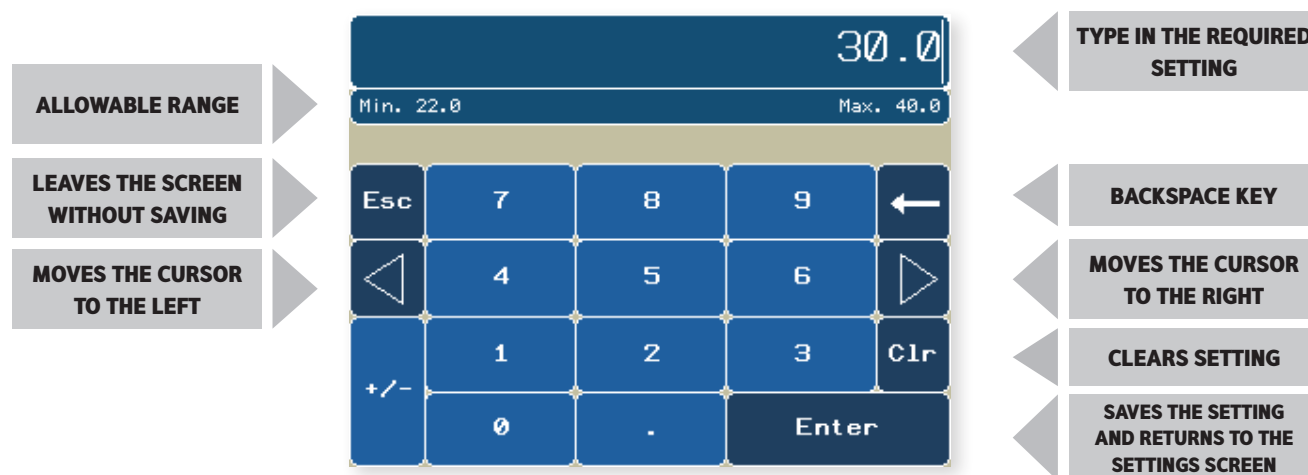 30.0
TYPE IN THE REQUIRED
SETTING
ALLOWABLE RANGE
Min. 22.0
Max. 40.0
LEAVES THE SCREEN
WITHOUT SAVING
Esc
7
8
9
←
BACKSPACE KEY
MOVES THE CURSOR
TO THE LEFT
4
5
6
MOVES THE CURSOR
TO THE RIGHT
+/-
1
2
3
Clr
CLEARS SETTING
0
.
Enter
SAVES THE SETTING
AND RETURNS TO THE
SETTINGS SCREEN